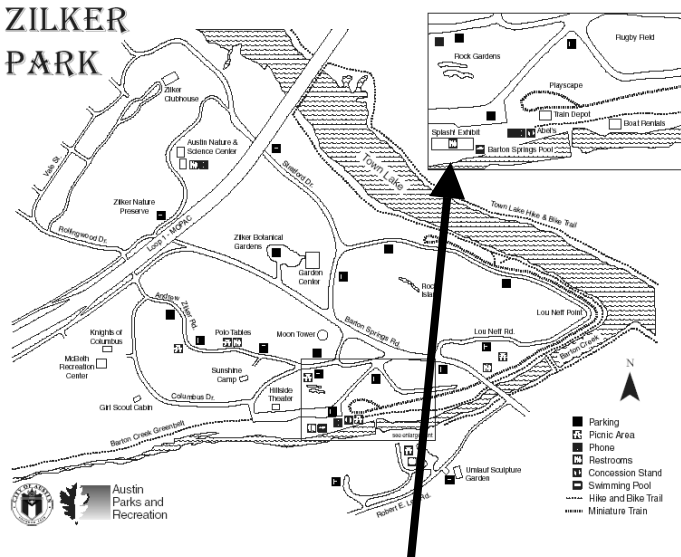 ZILKER
PARK
Rock Gardens
Rugby Field
Playscape
Train Depot
Splash! Exhibit
Abel's
Boat Rentals
Barton Springs Pool
Zilker
Clubhouse
Austin Nature &
Science Center
Vale St.
Stratford Dr.
Town Lake
Town Lake Hike & Bike Trail
Zilker Nature
Preserve
Rollingwood Dr.
Loop 1- MOPAC
Zilker Botanical
Gardens
Garden
Center
Rock
Island
Lou Neff Point
Andrew Zilker Rd.
Barton Springs Rd.
Lou Neff Rd.
Barton Creek
Knights of
Columbus
Polo Tables
Moon Tower
McBeth
Recreation
Center
Sunshine
Camp
Columbus Dr.
Hillside
Theater
Girl Scout Cabin
Barton Creek Greenbelt
Umlauf Sculpture
Garden
Robert E. Lee Rd.
N
Parking
Picnic Area
Phone
Restrooms
Concession Stand
Swimming Pool
Hike and Bike Trail
Miniature Train
Austin
Parks and
Recreation